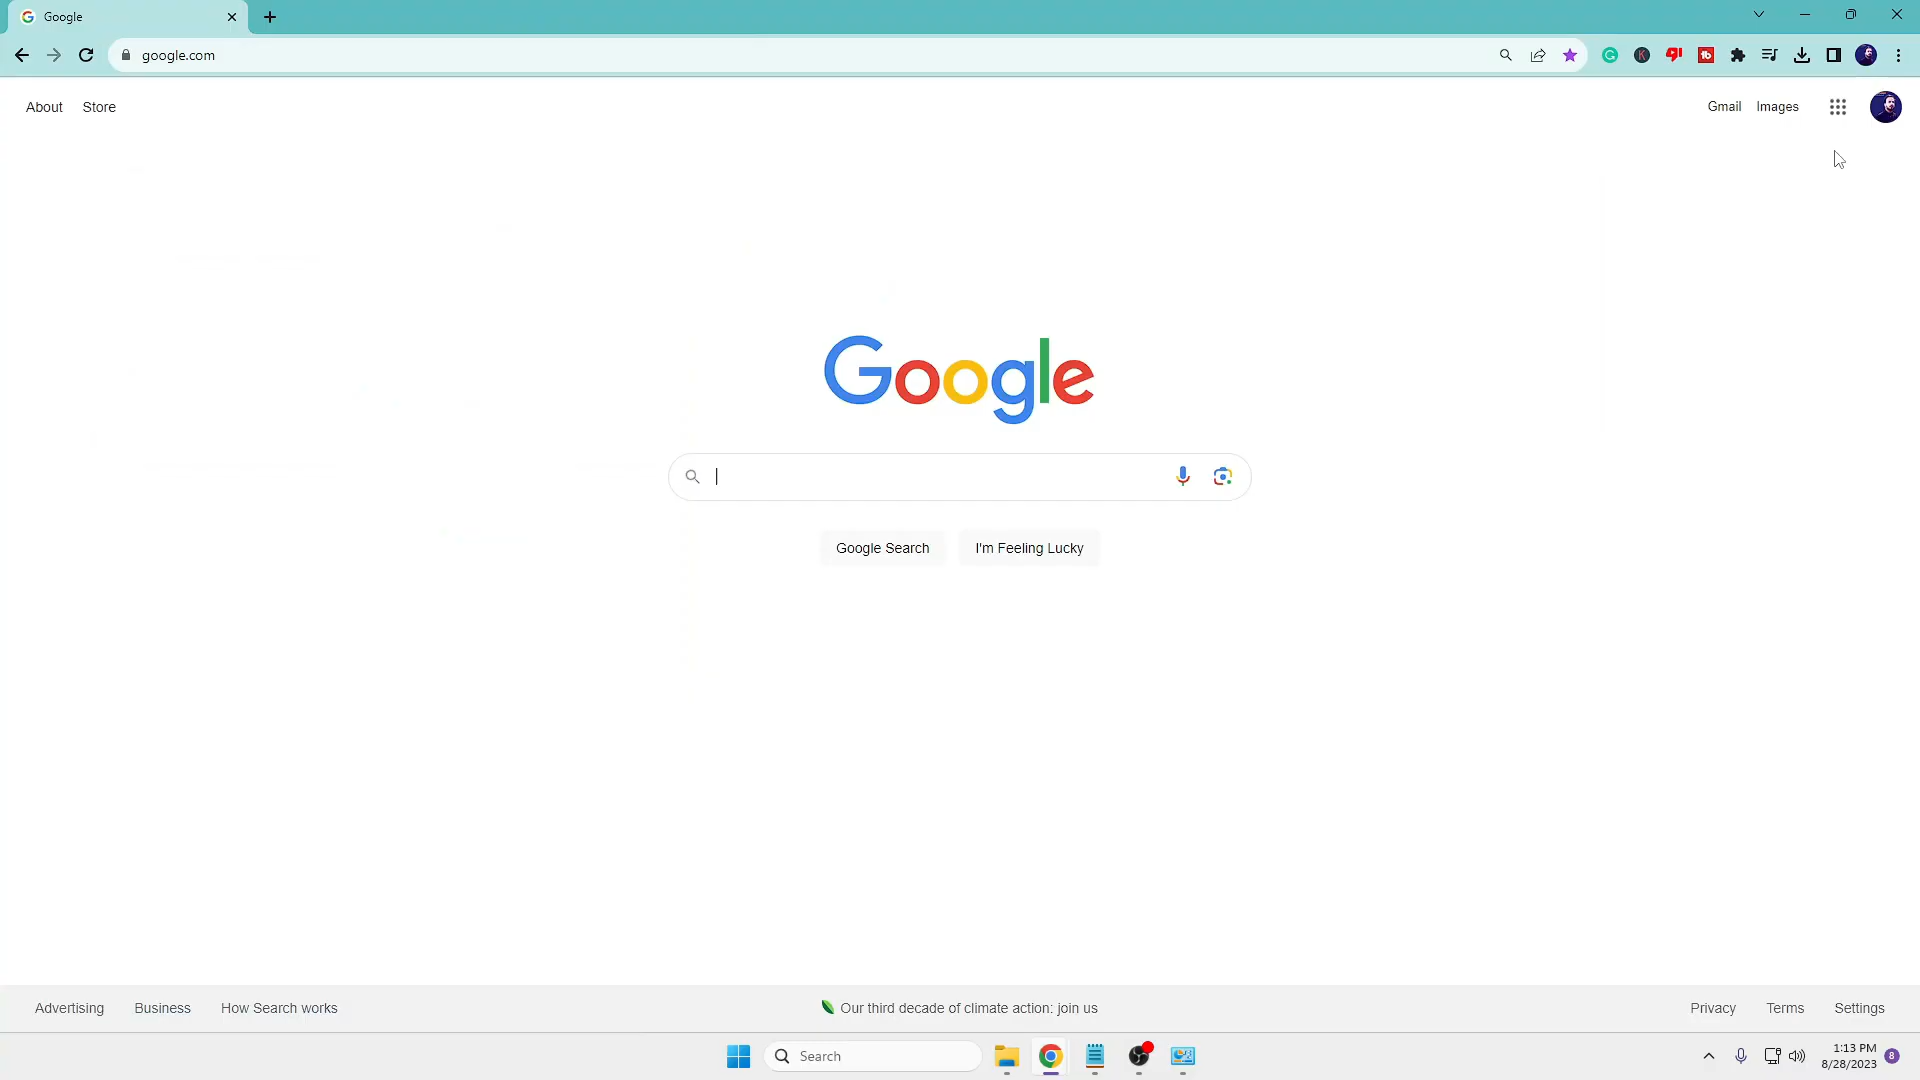 Google
google.com
About Store
Gmail Images
Google
Google Search
I'm Feeling Lucky
Advertising Business How Search works
Our third decade of climate action: join us
Privacy Terms Settings
Search
1:13 PM
8/28/2023
8